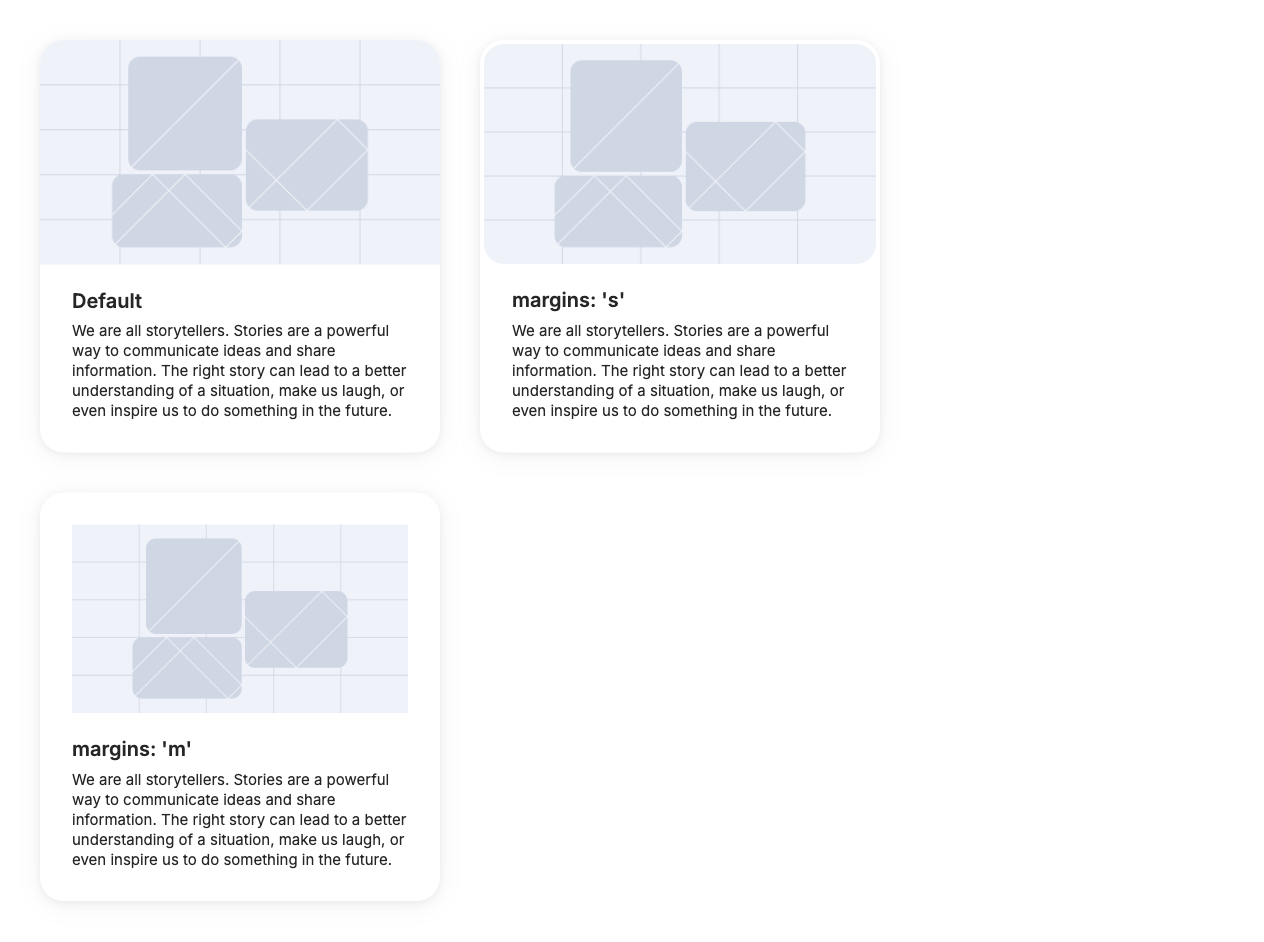 Default
We are all storytellers. Stories are a powerful
way to communicate ideas and share
information. The right story can lead to a better
understanding of a situation, make us laugh, or
even inspire us to do something in the future.
margins: 's'
We are all storytellers. Stories are a powerful
way to communicate ideas and share
information. The right story can lead to a better
understanding of a situation, make us laugh, or
even inspire us to do something in the future.
margins: 'm'
We are all storytellers. Stories are a powerful
way to communicate ideas and share
information. The right story can lead to a better
understanding of a situation, make us laugh, or
even inspire us to do something in the future.